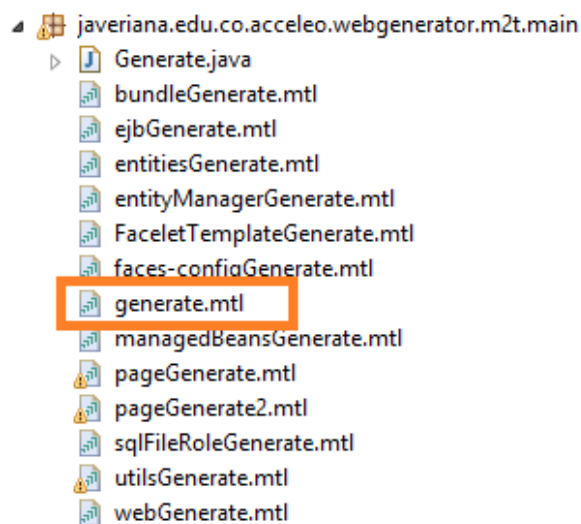 javeriana.edu.co.acceleo.webgenerator.m2t.main
Generate.java
bundleGenerate.mtl
ejbGenerate.mtl
entitiesGenerate.mtl
entityManagerGenerate.mtl
FaceletTemplateGenerate.mtl
faces-configGenerate.mtl
generate.mtl
managedBeansGenerate.mtl
pageGenerate.mtl
pageGenerate2.mtl
sqlFileRoleGenerate.mtl
utilsGenerate.mtl
webGenerate.mtl